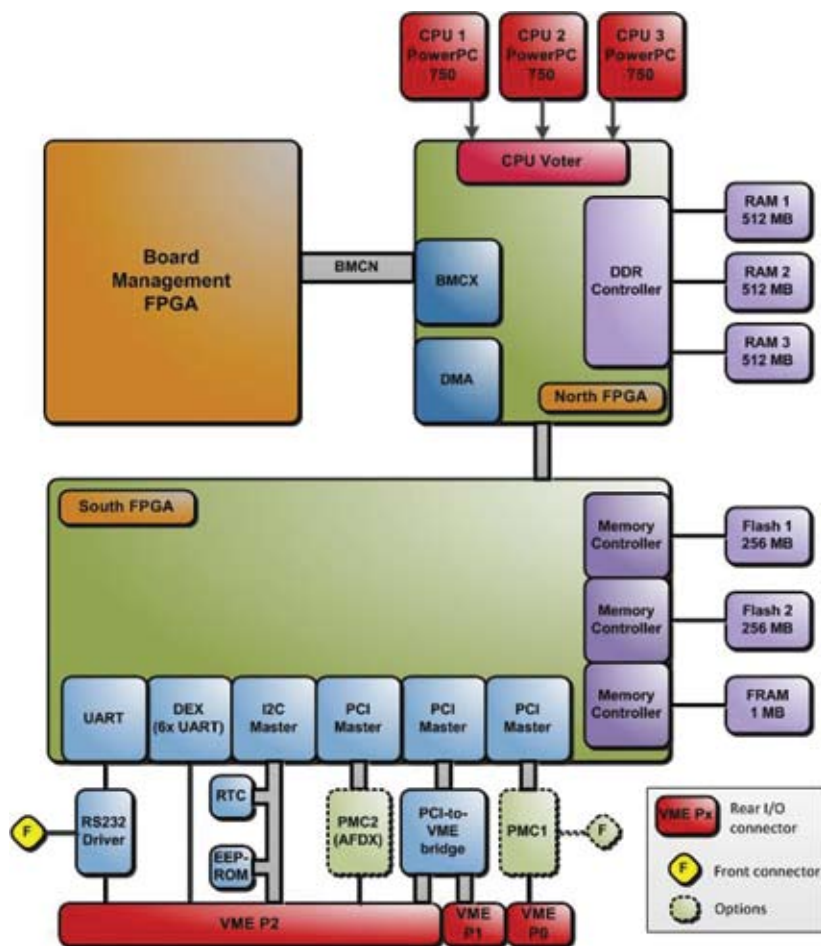 CPU 1
PowerPC
750
CPU 2
PowerPC
750
CPU 3
PowerPC
750
CPU Voter
Board
Management
FPGA
BMCN
BMCX
DMA
DDR
Controller
North FPGA
RAM 1
512 MB
RAM 2
512 MB
RAM 3
512 MB
South FPGA
Memory
Controller
Memory
Controller
Memory
Controller
Flash 1
256 MB
Flash 2
256 MB
FRAM
1 MB
UART
DEX
(6x UART)
I2C
Master
PCI
Master
PCI
Master
PCI
Master
F
RS232
Driver
RTC
EEP-
ROM
PMC2
(AFDX)
PCI-to-
VME
bridge
PMC1
F
VME P2
VME
P1
VME
P0
VME Px
Rear I/O
connector
F
Front connector
Options